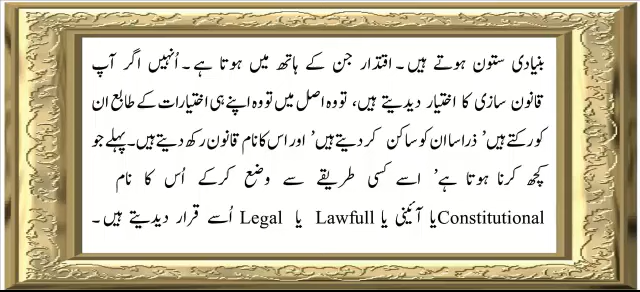 بنیادی ستون ہوتے ہیں۔ اقتدار جن کے ہاتھ میں ہوتا ہے۔ اُنہیں اگر آپ
قانون سازی کا اختیار دیدیتے ہیں، تو وہ اصل میں تو وہ اپنے ہی اختیارات کے طابع ان
کو رکتے ہیں’ ذرا سا ان کو ساکن کر دیتے ہیں’ اور اس کا نام قانون رکھ دیتے ہیں۔ پہلے جو
کچھ کرنا ہوتا ہے’ اسے کسی طریقے سے وضع کرکے اُس کا نام
Constitutional یا آئینی یا Lawfull یا Legal اُسے قرار دیدیتے ہیں۔